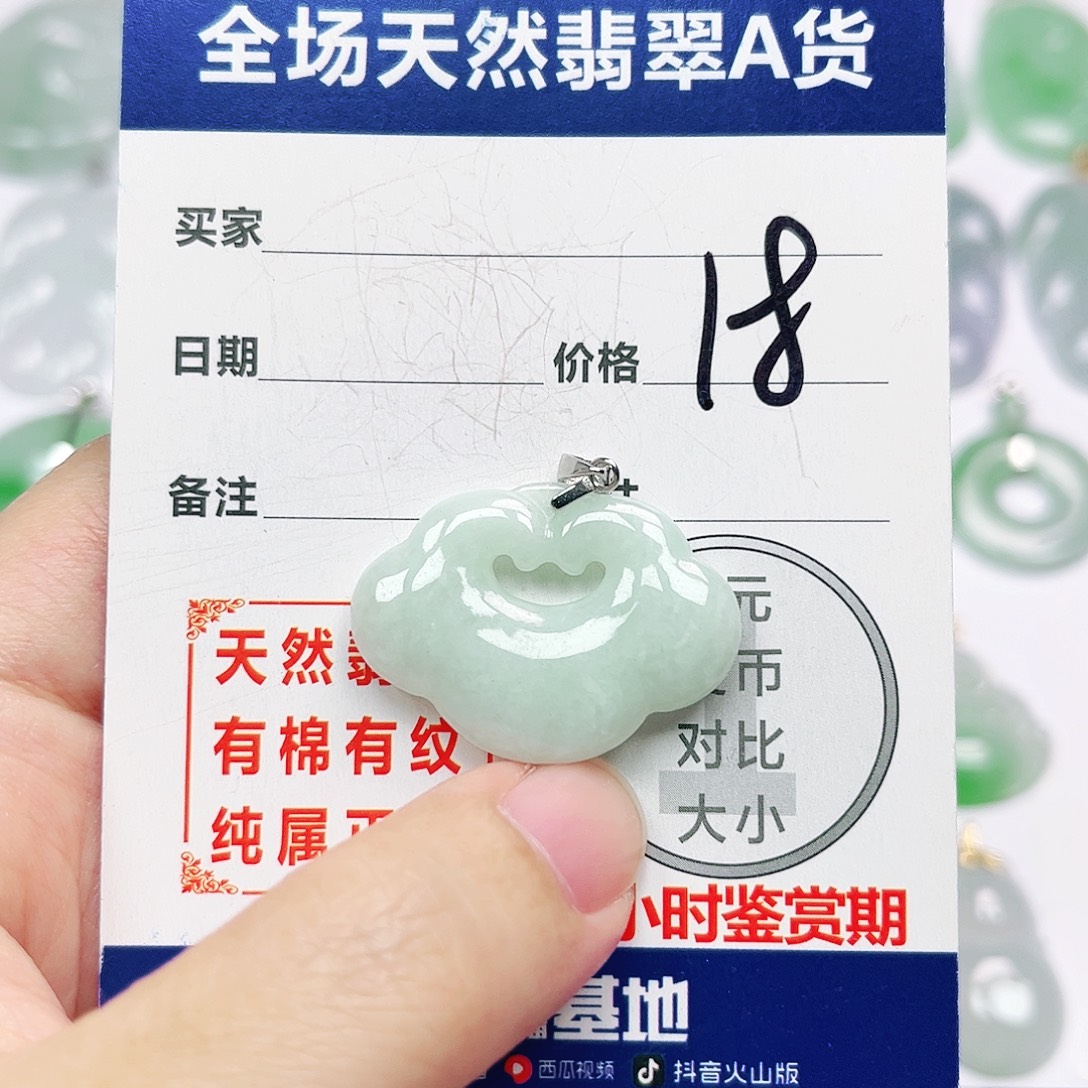 全场天然翡翠A货
买家
18
日期 价格
备注
天然翡
有棉有纹
纯属正
元
币
对比
大小
小时鉴赏期
基地
西瓜视频 抖音火山版